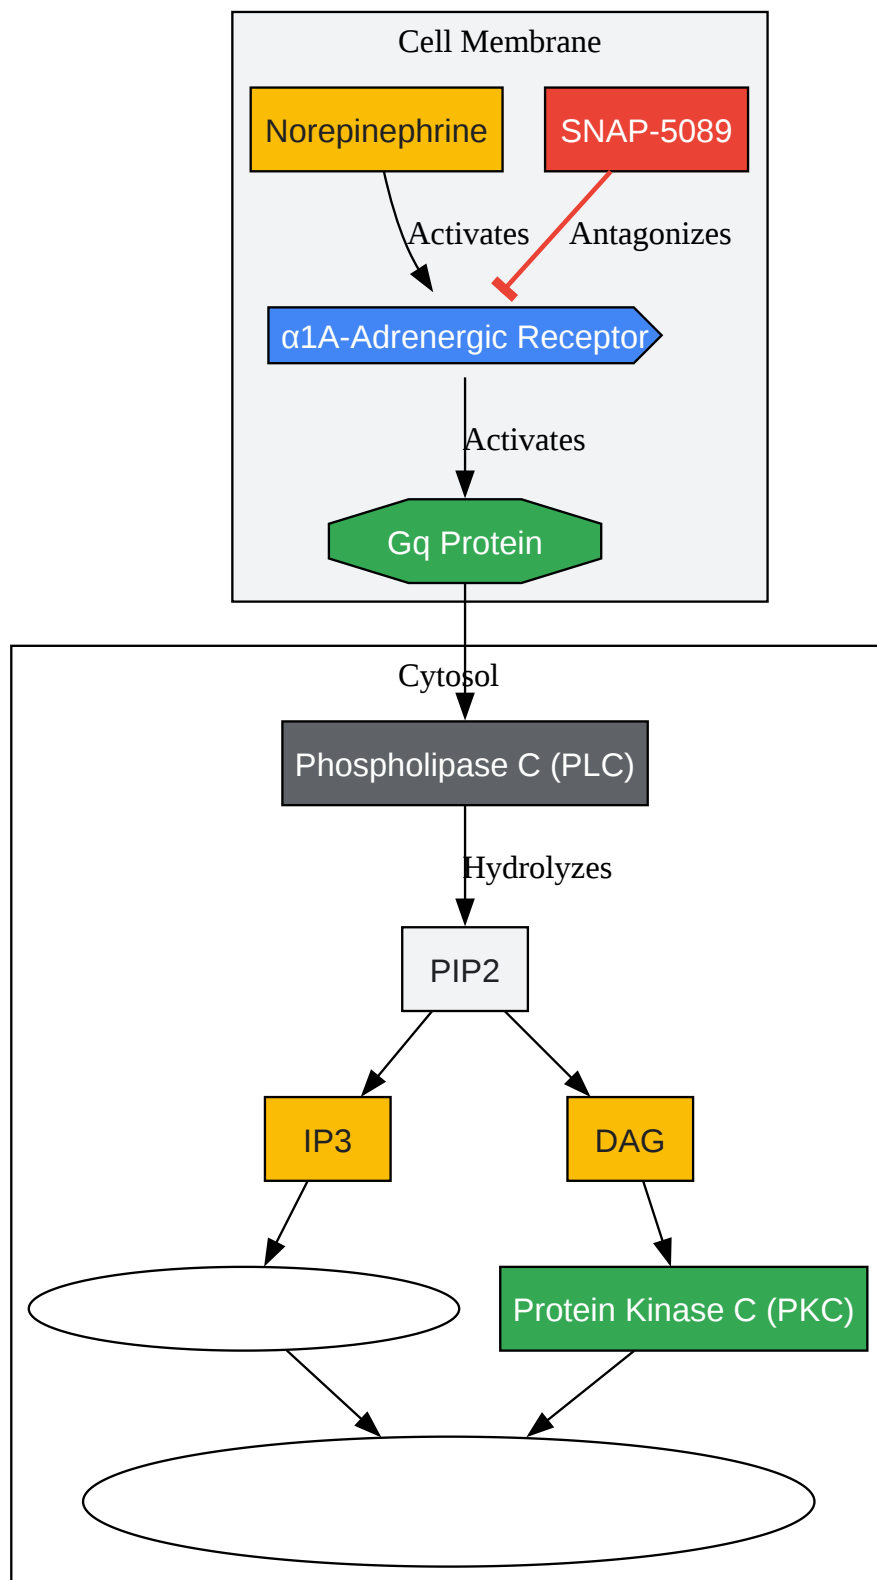 Cell Membrane
Norepinephrine
SNAP-5089
Activates
Antagonizes
α1A-Adrenergic Receptor
Activates
Gq Protein
Cytosol
Phospholipase C (PLC)
Hydrolyzes
PIP2
IP3
DAG
Protein Kinase C (PKC)